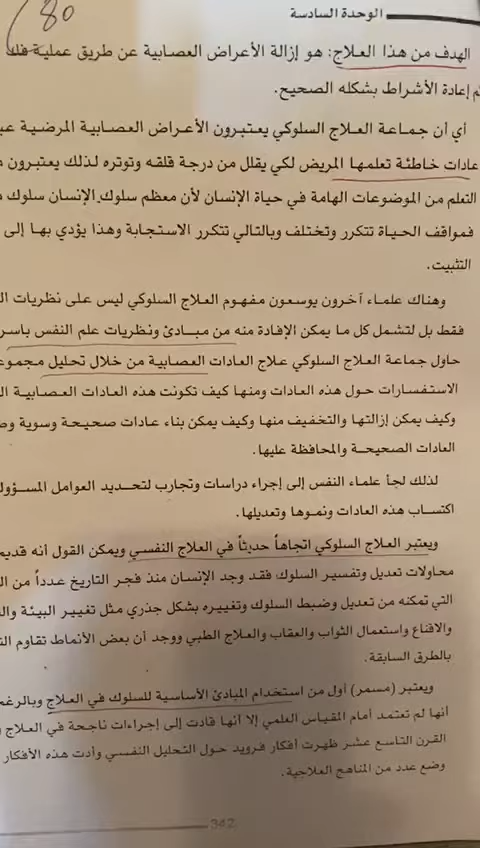 80
الوحدة السادسة
الهدف من هذا العلاج: هو إزالة الأعراض العصابية عن طريق عملية فك
إعادة الأشراط بشكله الصحيح.
أي أن جماعة العلاج السلوكي يعتبرون الأعراض العصابية المرضية
عادات خاطئة تعلمها المريض لكي يقلل من درجة قلقه وتوتره لذلك يعتبرون
التعلم من الموضوعات الهامة في حياة الإنسان لأن معظم سلوك الإنسان سلوك
فمواقف الحياة تتكرر وتختلف وبالتالي تتكرر الاستجابة وهذا يؤدي بها إلى
التثبيت.
وهناك علماء آخرون يوسعون مفهوم العلاج السلوكي ليس على نظريات
فقط بل لتشمل كل ما يمكن الإفادة منه من مبادئ ونظريات علم النفس
حاول جماعة العلاج السلوكي علاج العادات العصابية من خلال تحليل
الاستفسارات حول هذه العادات ومنها كيف تكونت هذه العادات العصابية
وكيف يمكن إزالتها والتخفيف منها وكيف يمكن بناء عادات صحيحة وسوية
العادات الصحيحة والمحافظة عليها.
لذلك لجأ علماء النفس إلى إجراء دراسات وتجارب لتحديد العوامل
اكتساب هذه العادات ونموها وتعديلها.
ويعتبر العلاج السلوكي اتجاهاً حديثاً في العلاج النفسي ويمكن القول أنه
محاولات تعديل وتفسير السلوك فقد وجد الإنسان منذ فجر التاريخ عدداً من
التي تمكنه من تعديل وضبط السلوك وتغييره بشكل جذري مثل تغيير البيئة
والاقناع واستعمال الثواب والعقاب والعلاج الطبي ووجد أن بعض الأنماط تقاوم
بالطرق السابقة.
ويعتبر (مسمر) أول من استخدام المبادئ الأساسية للسلوك في العلاج
أنها لم تعتمد أمام المقياس العلمي إلا أنها قادت إلى إجراءات ناجحة في العلاج
القرن التاسع عشر ظهرت أفكار فرويد حول التحليل النفسي وأدت هذه الأفكار
وضع عدد من المناهج العلاجية.
342